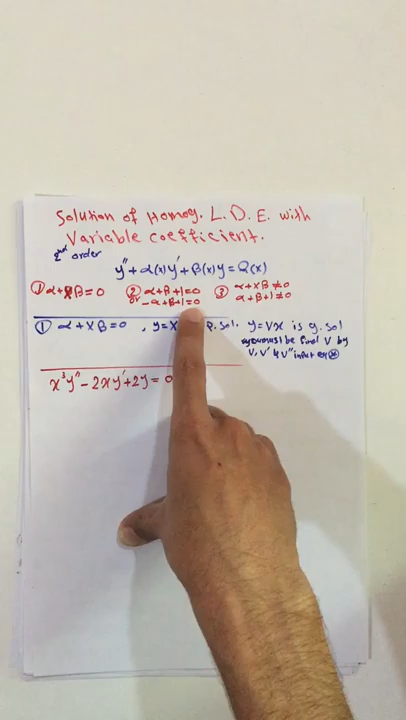 Solution of Homog. L. D. E. with
Variable coefficient.
2nd order
y'' + α(x)y' + β(x)y = Q(x)
① α+xβ=0 ② α+β+1=0 ③ α+xβ≠0
or -α+β+1=0 α+β+1≠0
① α+xβ=0 , y=x P. sol. y=vx is g. sol
must be find v by
v, v' & v'' input eq
x³y'' - 2xy' + 2y = 0